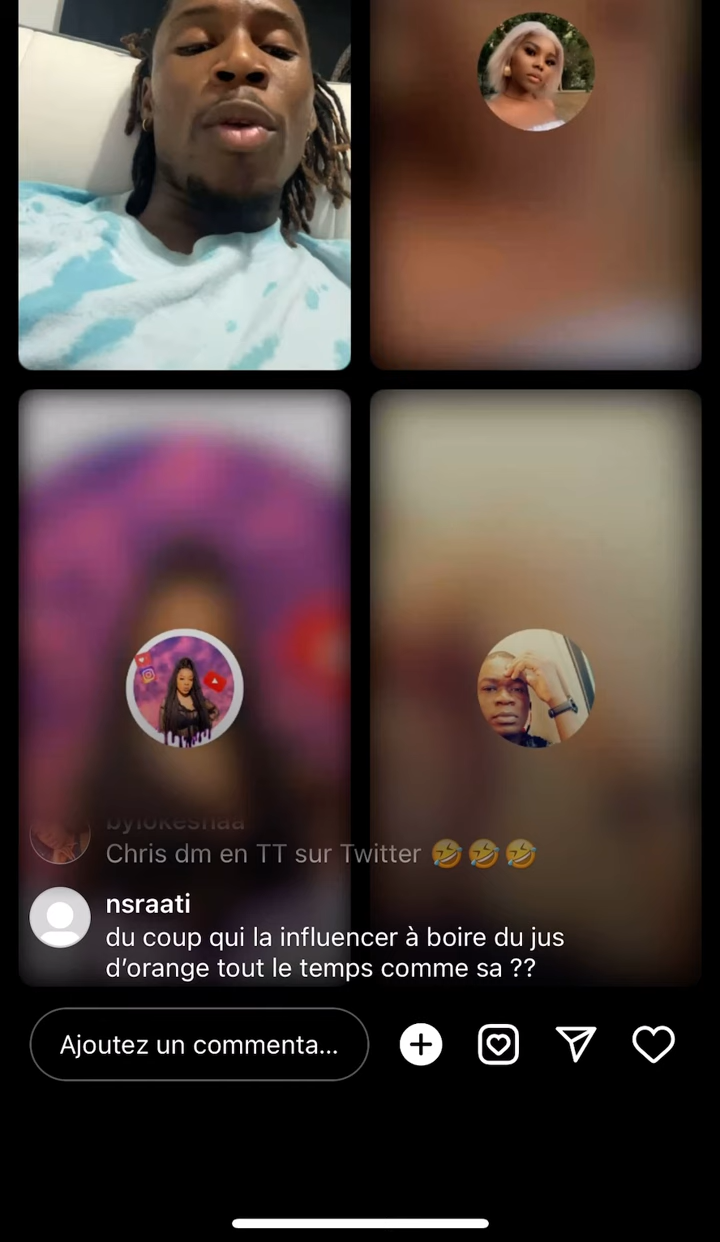 bylokeshaa
Chris dm en TT sur Twitter 🤣🤣🤣
nsraati
du coup qui la influencer à boire du jus
d’orange tout le temps comme sa ??
Ajoutez un commenta...